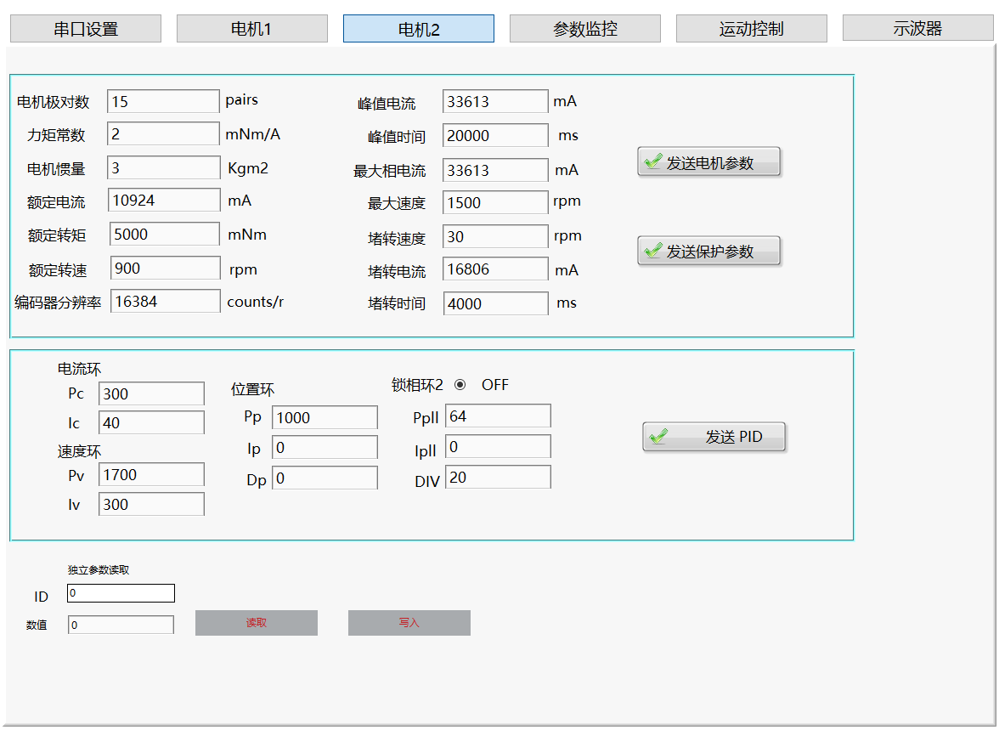 串口设置 电机1 电机2 参数监控 运动控制 示波器
电机极对数 15 pairs 峰值电流 33613 mA
力矩常数 2 mNm/A 峰值时间 20000 ms
电机惯量 3 Kgm2 最大相电流 33613 mA 发送电机参数
额定电流 10924 mA 最大速度 1500 rpm
额定转矩 5000 mNm 堵转速度 30 rpm 发送保护参数
额定转速 900 rpm 堵转电流 16806 mA
编码器分辨率 16384 counts/r 堵转时间 4000 ms
电流环
Pc 300 位置环 锁相环2 OFF
Ic 40 Pp 1000 Ppll 64
速度环 Ip 0 Ipll 0 发送 PID
Pv 1700 Dp 0 DIV 20
Iv 300
独立参数读取
ID 0
数值 0 读取 写入